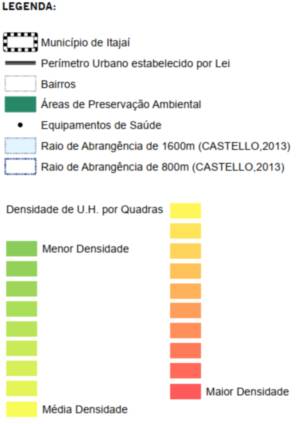 LEGENDA:
Município de Itajaí
Perímetro Urbano estabelecido por Lei
Bairros
Áreas de Preservação Ambiental
Equipamentos de Saúde
Raio de Abrangência de 1600m (CASTELLO,2013)
Raio de Abrangência de 800m (CASTELLO,2013)
Densidade de U.H. por Quadras
Menor Densidade
Média Densidade
Maior Densidade